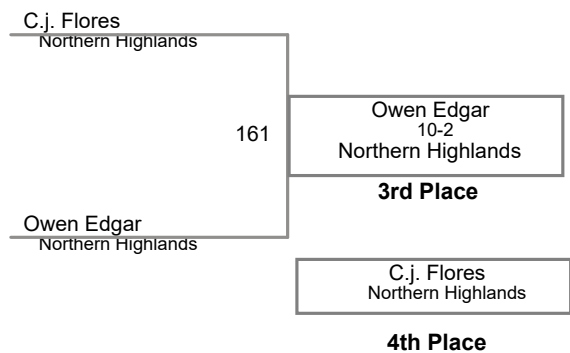 C.j. Flores
Northern Highlands
161
Owen Edgar
10-2
Northern Highlands
3rd Place
Owen Edgar
Northern Highlands
C.j. Flores
Northern Highlands
4th Place